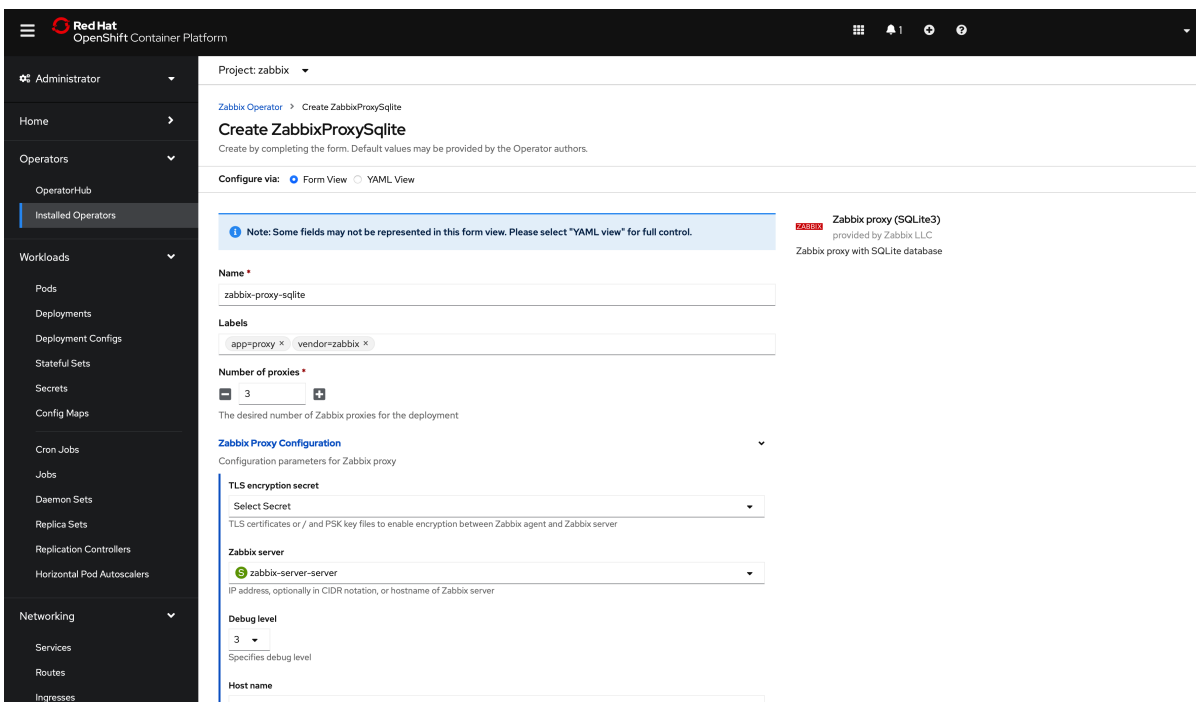 Red Hat
OpenShift Container Platform
1
Administrator
Project: zabbix
Home
Operators
OperatorHub
Installed Operators
Workloads
Pods
Deployments
Deployment Configs
Stateful Sets
Secrets
Config Maps
Cron Jobs
Jobs
Daemon Sets
Replica Sets
Replication Controllers
Horizontal Pod Autoscalers
Networking
Services
Routes
Ingresses
Zabbix Operator > Create ZabbixProxySqlite
Create ZabbixProxySqlite
Create by completing the form. Default values may be provided by the Operator authors.
Configure via: Form View YAML View
Note: Some fields may not be represented in this form view. Please select "YAML view" for full control.
Name *
zabbix-proxy-sqlite
Labels
app=proxy × vendor=zabbix ×
Number of proxies *
3
The desired number of Zabbix proxies for the deployment
Zabbix Proxy Configuration
Configuration parameters for Zabbix proxy
TLS encryption secret
Select Secret
TLS certificates or / and PSK key files to enable encryption between Zabbix agent and Zabbix server
Zabbix server
S zabbix-server-server
IP address, optionally in CIDR notation, or hostname of Zabbix server
Debug level
3
Specifies debug level
Host name
ZABBIX
Zabbix proxy (SQLite3)
provided by Zabbix LLC
Zabbix proxy with SQLite database